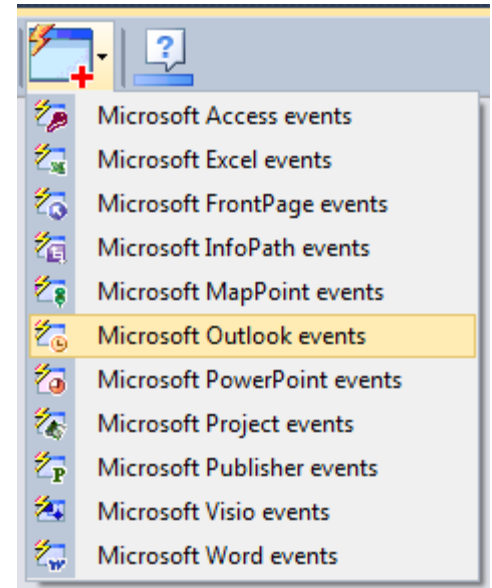 Microsoft Access events
Microsoft Excel events
Microsoft FrontPage events
Microsoft InfoPath events
Microsoft MapPoint events
Microsoft Outlook events
Microsoft PowerPoint events
Microsoft Project events
Microsoft Publisher events
Microsoft Visio events
Microsoft Word events